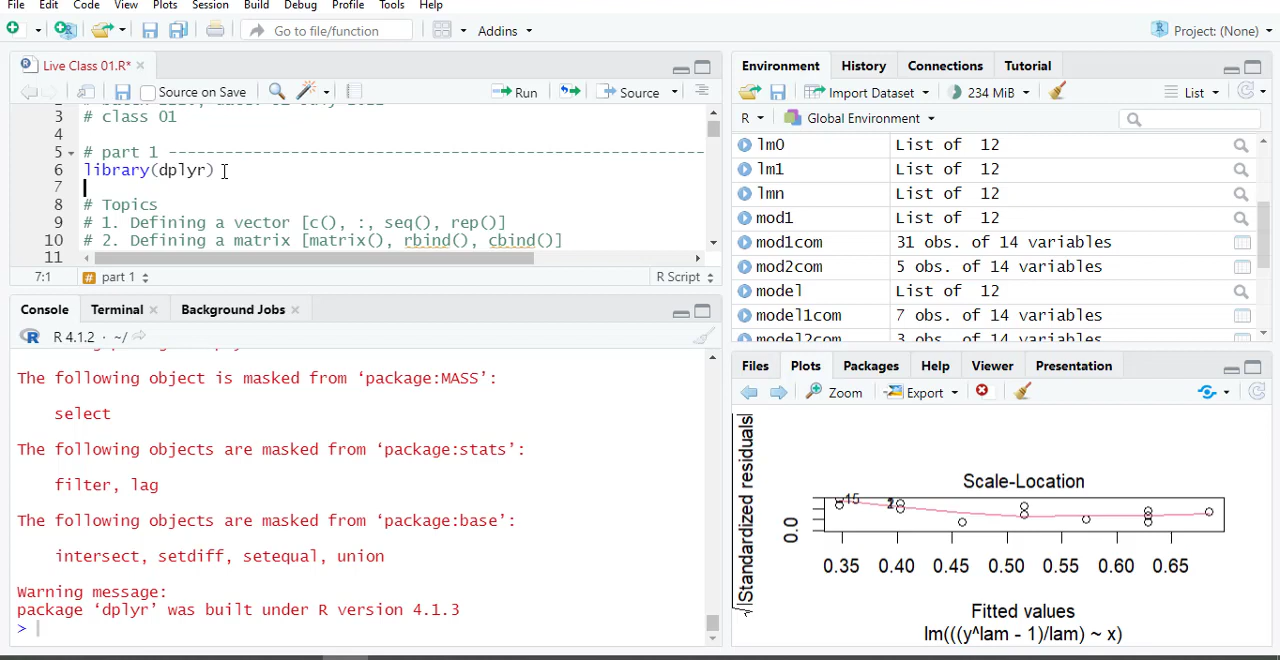 File Edit Code View Plots Session Build Debug Profile Tools Help
Go to file/function Addins Project: (None)
Live Class 01.R*
Source on Save Run Source
3 # class 01
4
5 # part 1 --------------------------------------------------------
6 library(dplyr)
7
8 # Topics
9 # 1. Defining a vector [c(), :, seq(), rep()]
10 # 2. Defining a matrix [matrix(), rbind(), cbind()]
11
7:1 # part 1 R Script
Console Terminal Background Jobs
R R 4.1.2 · ~/
The following object is masked from ‘package:MASS’:
select
The following objects are masked from ‘package:stats’:
filter, lag
The following objects are masked from ‘package:base’:
intersect, setdiff, setequal, union
Warning message:
package ‘dplyr’ was built under R version 4.1.3
>
Environment History Connections Tutorial
Import Dataset 234 MiB List
R Global Environment
lm0 List of 12
lm1 List of 12
lmn List of 12
mod1 List of 12
mod1com 31 obs. of 14 variables
mod2com 5 obs. of 14 variables
model List of 12
model1com 7 obs. of 14 variables
model2com 3 obs. of 14 variables
Files Plots Packages Help Viewer Presentation
Zoom Export
Scale-Location
√|Standardized residuals|
0.0
15
2
0.35 0.40 0.45 0.50 0.55 0.60 0.65
Fitted values
lm(((y^lam - 1)/lam) ~ x)